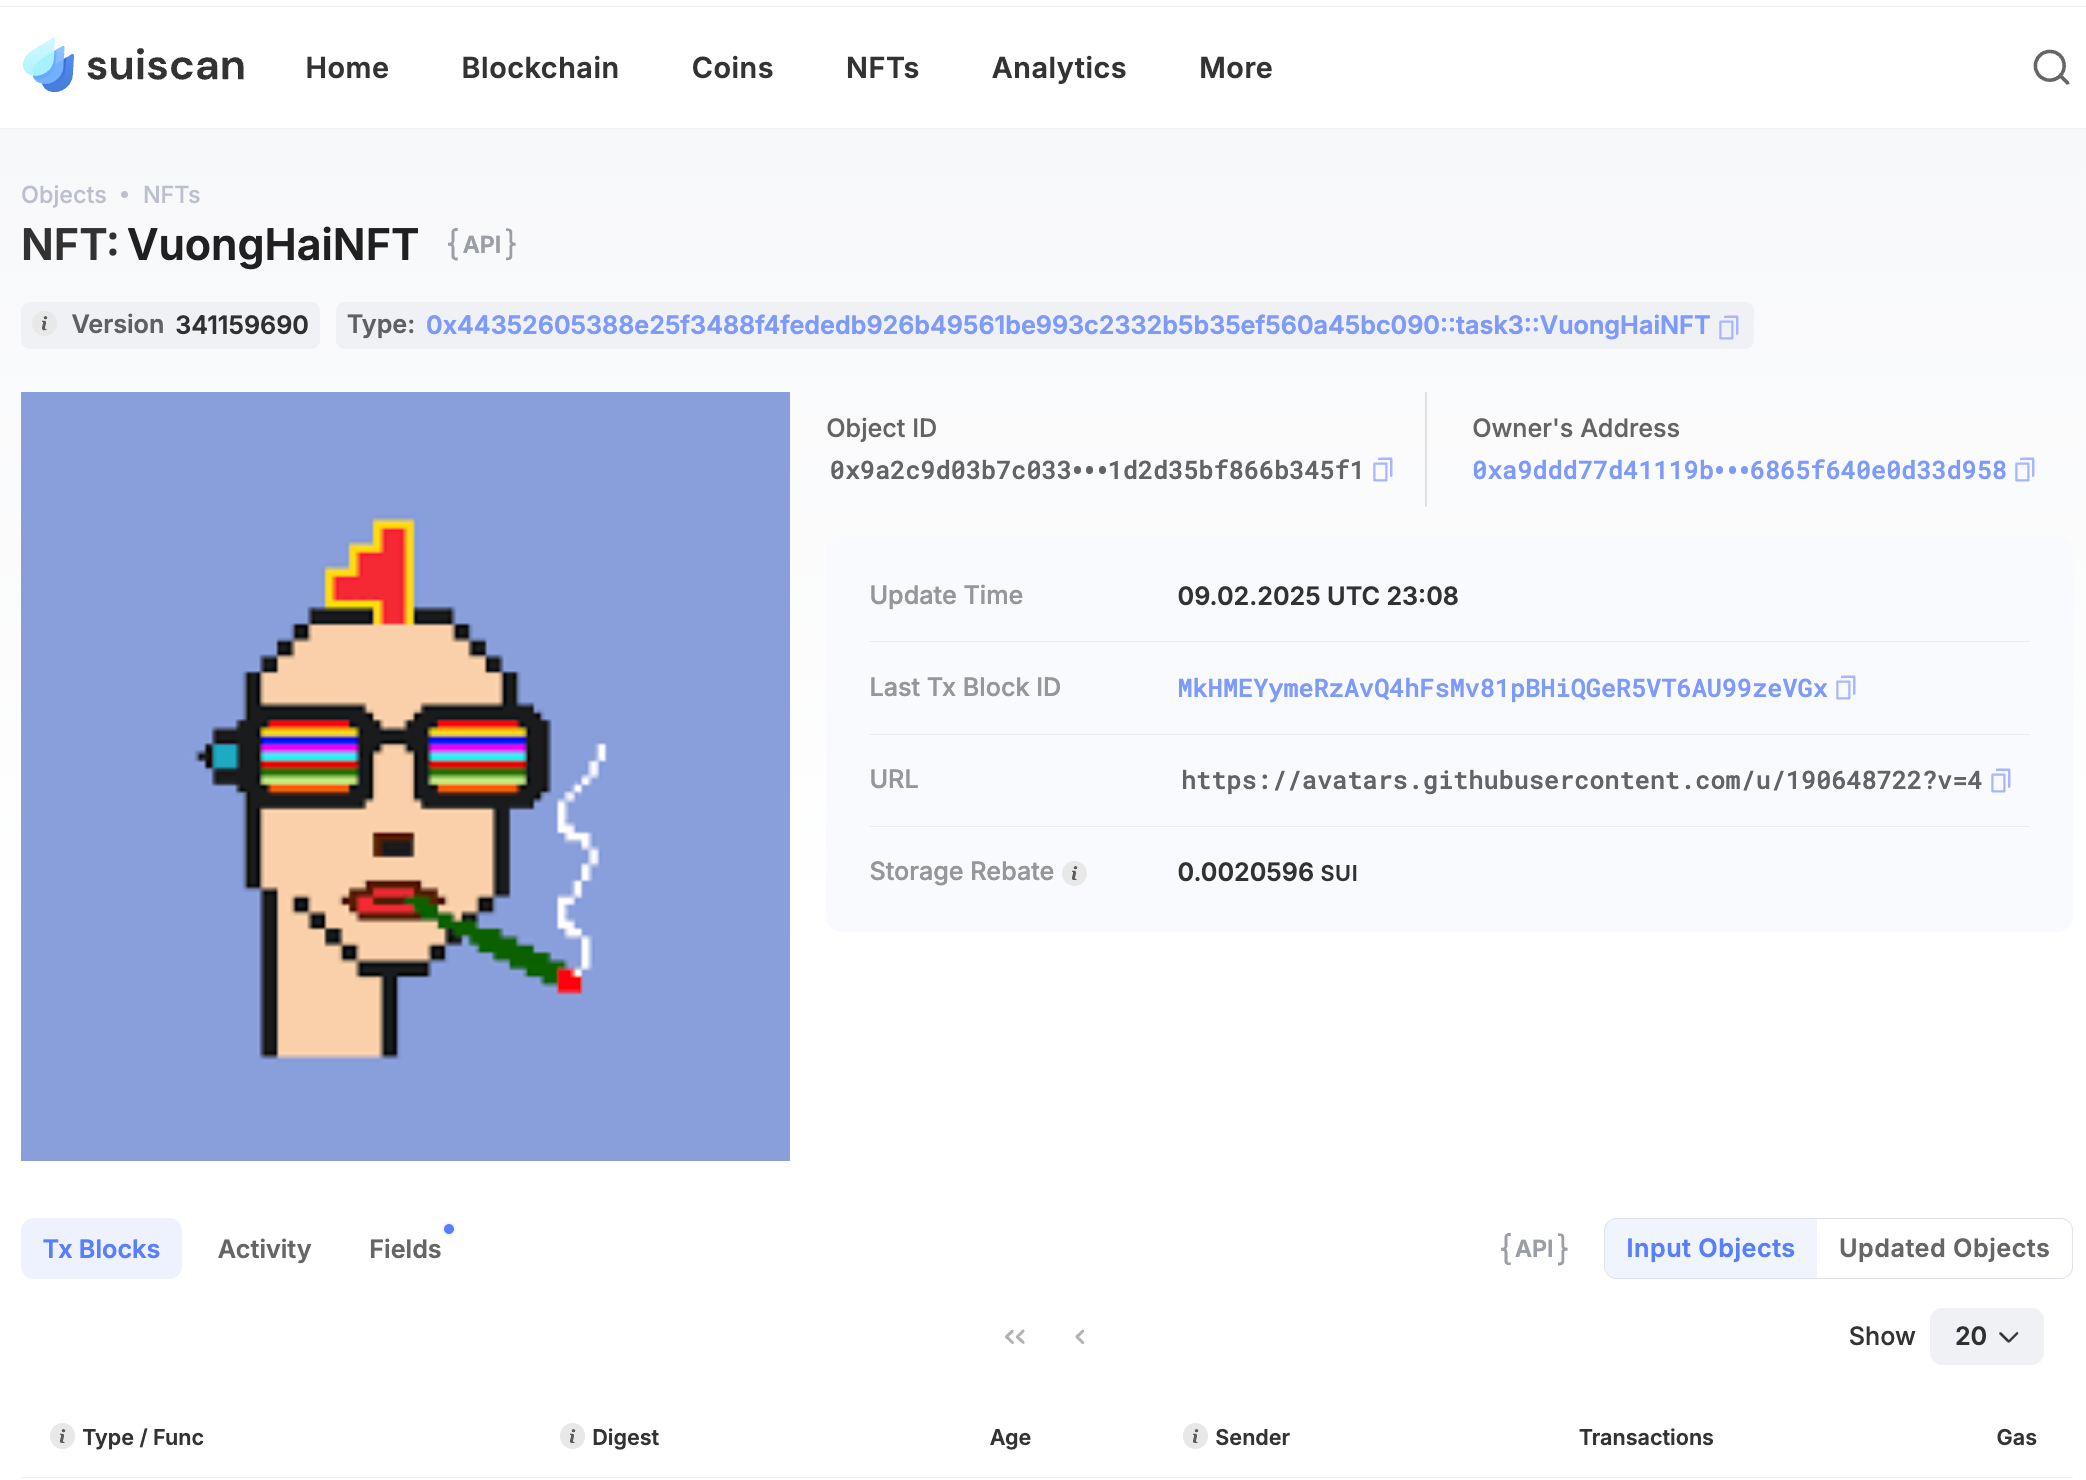 suiscan Home Blockchain Coins NFTs Analytics More
Objects • NFTs
NFT: VuongHaiNFT {API}
i Version 341159690 Type: 0x44352605388e25f3488f4fededb926b49561be993c2332b5b35ef560a45bc090::task3::VuongHaiNFT
Object ID
0x9a2c9d03b7c033•••1d2d35bf866b345f1
Owner's Address
0xa9ddd77d41119b•••6865f640e0d33d958
Update Time 09.02.2025 UTC 23:08
Last Tx Block ID MkHMEYymeRzAvQ4hFsMv81pBHiQGeR5VT6AU99zeVGx
URL https://avatars.githubusercontent.com/u/190648722?v=4
Storage Rebate i 0.0020596 SUI
Tx Blocks Activity Fields {API} Input Objects Updated Objects
Show 20
i Type / Func i Digest Age i Sender Transactions Gas